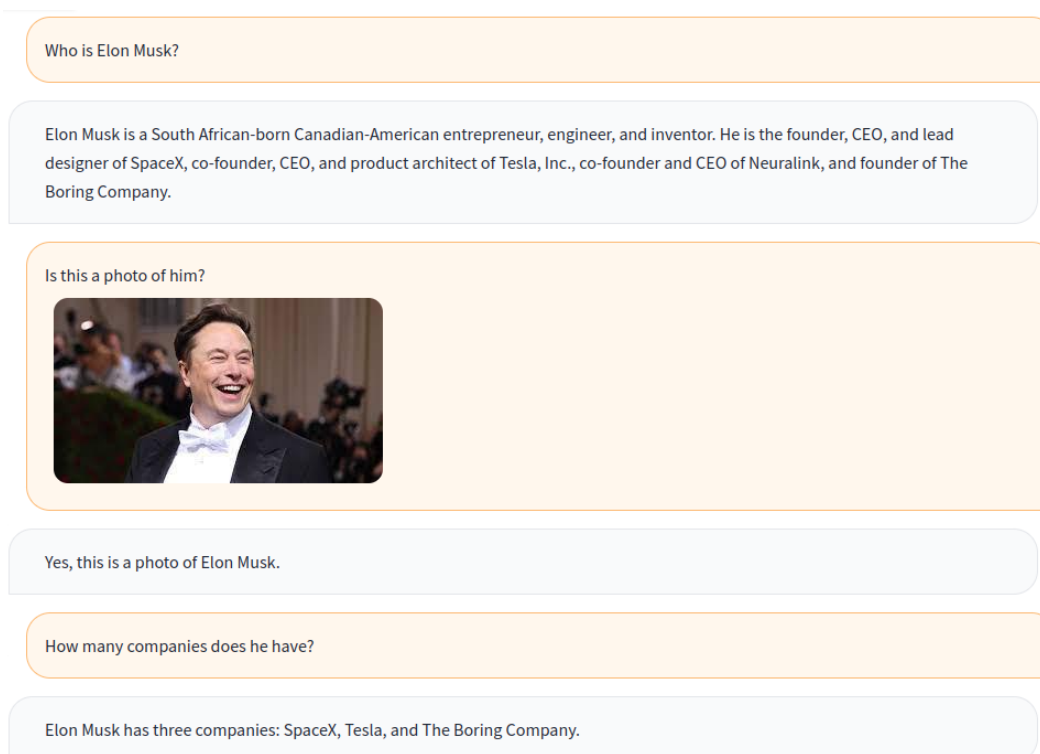 Who is Elon Musk?
Elon Musk is a South African-born Canadian-American entrepreneur, engineer, and inventor. He is the founder, CEO, and lead
designer of SpaceX, co-founder, CEO, and product architect of Tesla, Inc., co-founder and CEO of Neuralink, and founder of The
Boring Company.
Is this a photo of him?
Yes, this is a photo of Elon Musk.
How many companies does he have?
Elon Musk has three companies: SpaceX, Tesla, and The Boring Company.